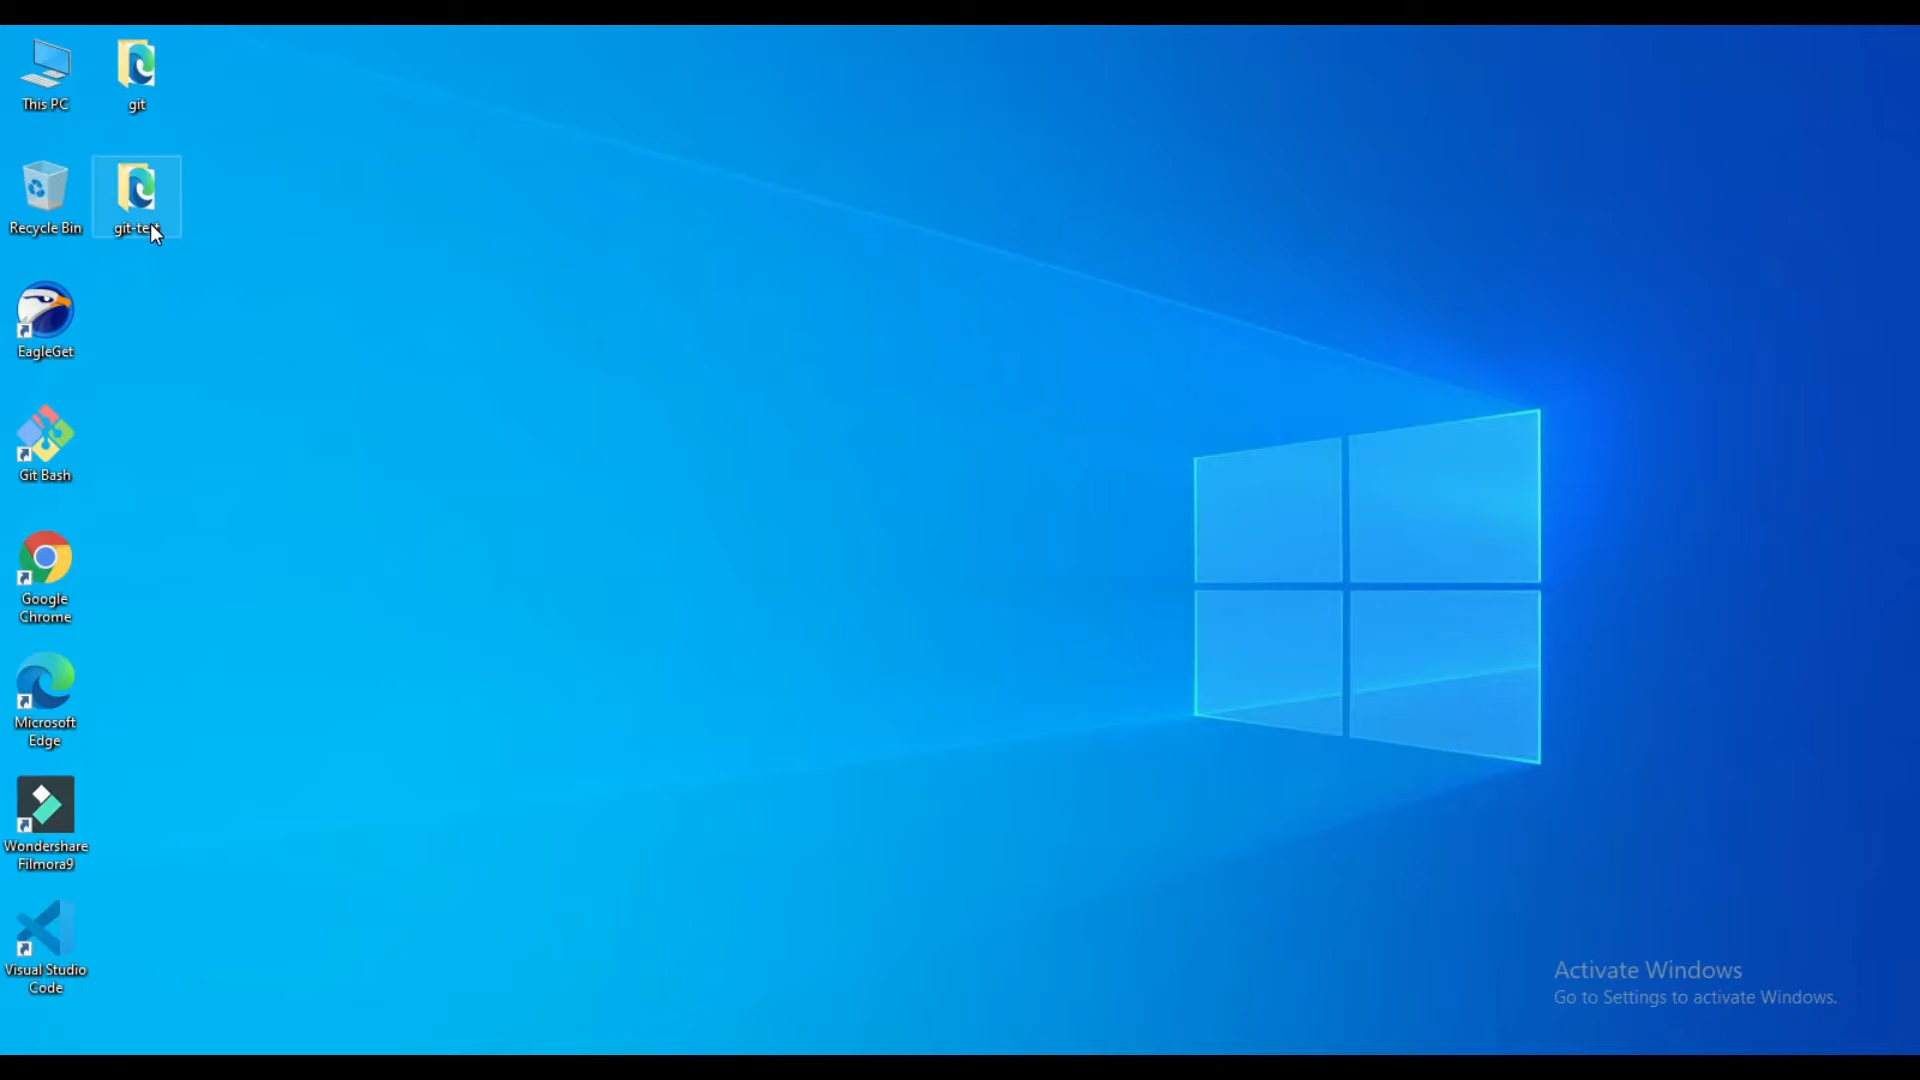 This PC
git
Recycle Bin
EagleGet
Git Bash
Google
Chrome
Microsoft
Edge
Wondershare
Filmora9
Visual Studio
Code
Activate Windows
Go to Settings to activate Windows.